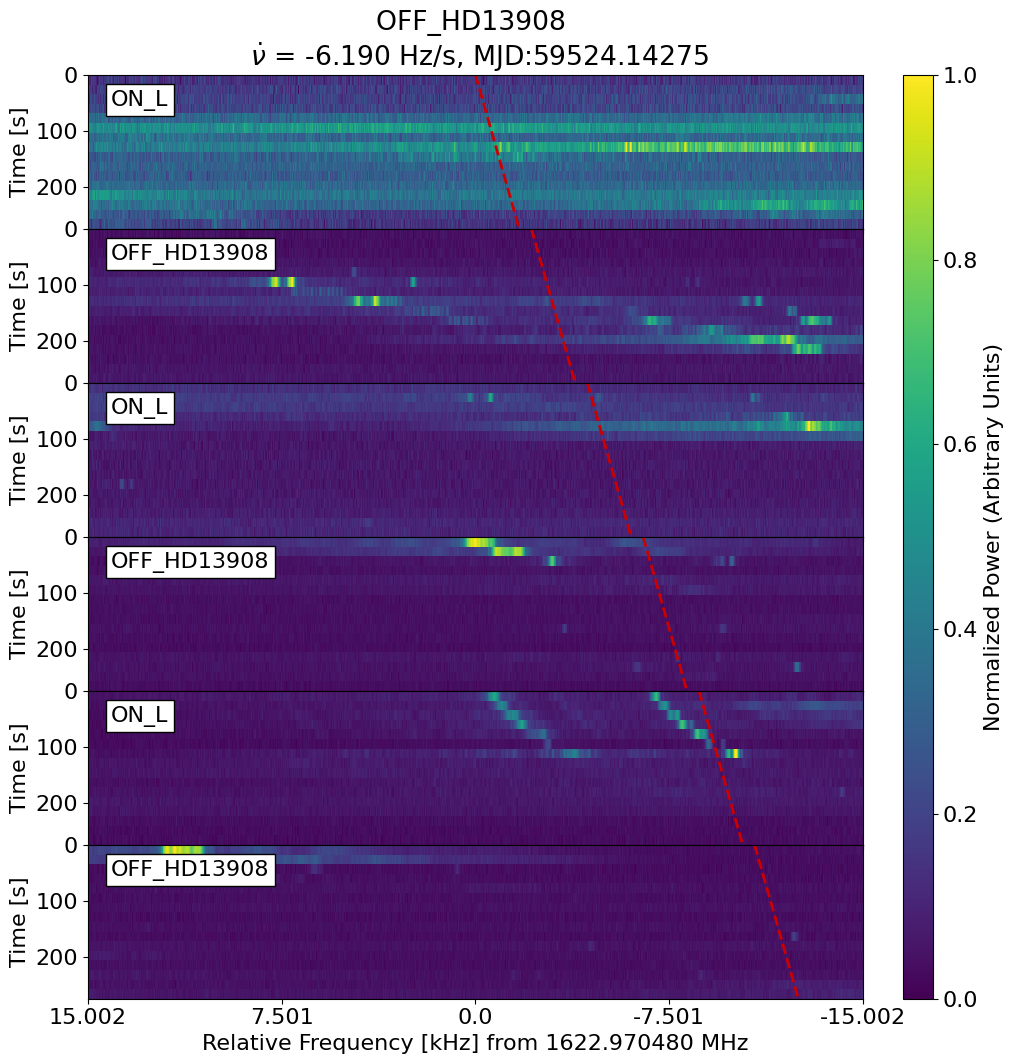 OFF_HD13908
ν̇ = -6.190 Hz/s, MJD:59524.14275
0
ON_L
100
Time [s]
200
0
OFF_HD13908
100
Time [s]
200
0
ON_L
100
Time [s]
200
0
OFF_HD13908
100
Time [s]
200
0
ON_L
100
Time [s]
200
0
OFF_HD13908
100
Time [s]
200
15.002 7.501 0.0 -7.501 -15.002
Relative Frequency [kHz] from 1622.970480 MHz
1.0
0.8
0.6
0.4
0.2
0.0
Normalized Power (Arbitrary Units)